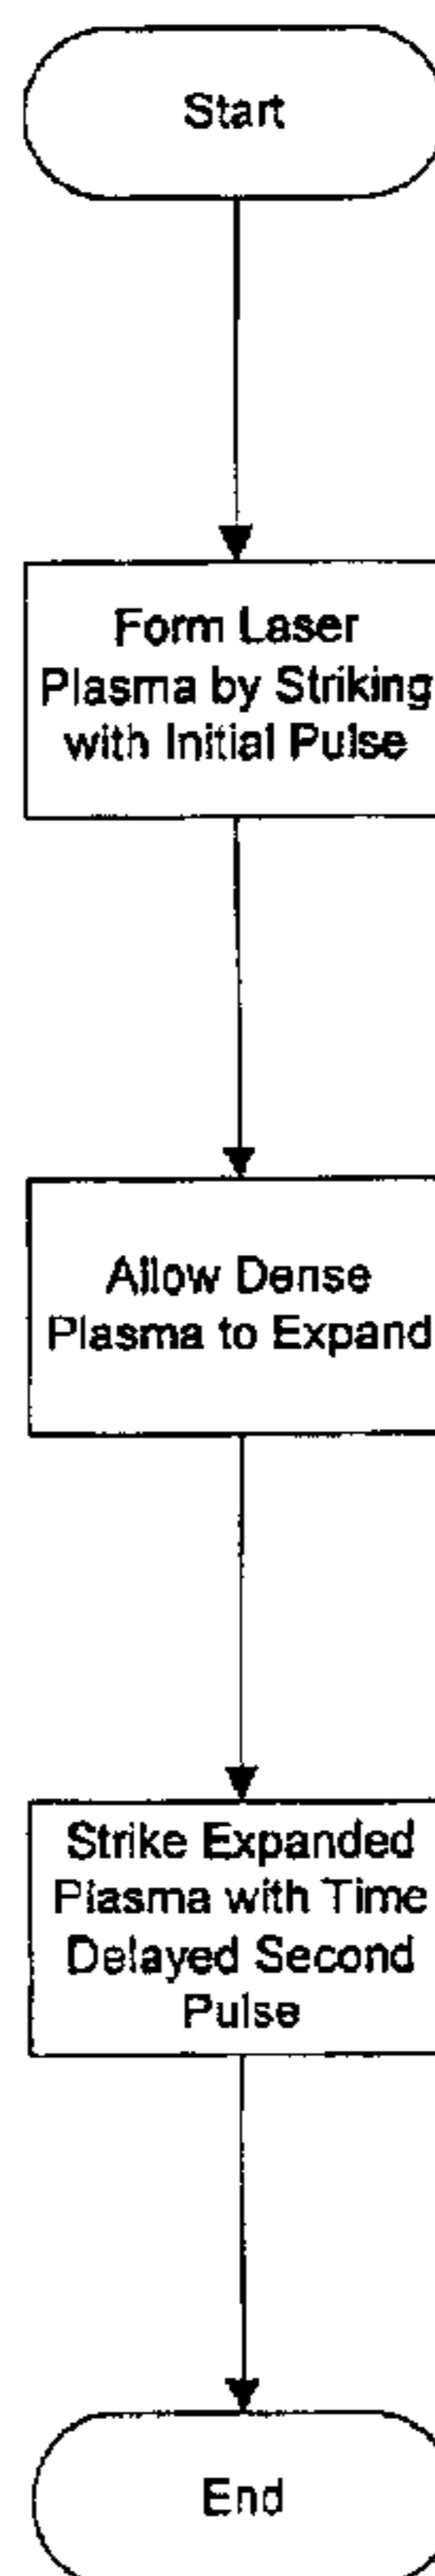 Start
Form Laser
Plasma by Striking
with Initial Pulse
Allow Dense
Plasma to Expand
Strike Expanded
Plasma with Time
Delayed Second
Pulse
End